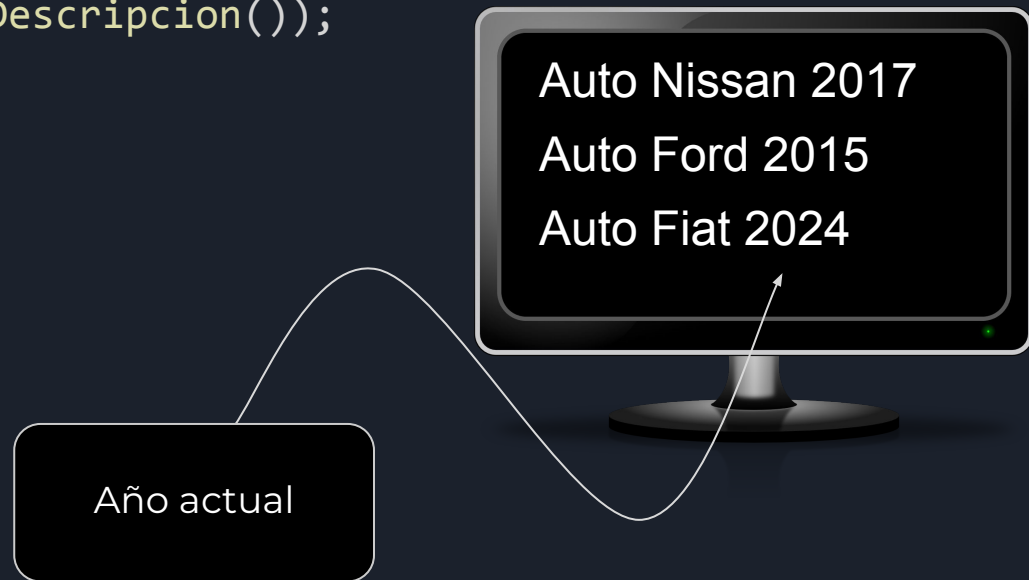 Descripcion());
Auto Nissan 2017
Auto Ford 2015
Auto Fiat 2024
Año actual